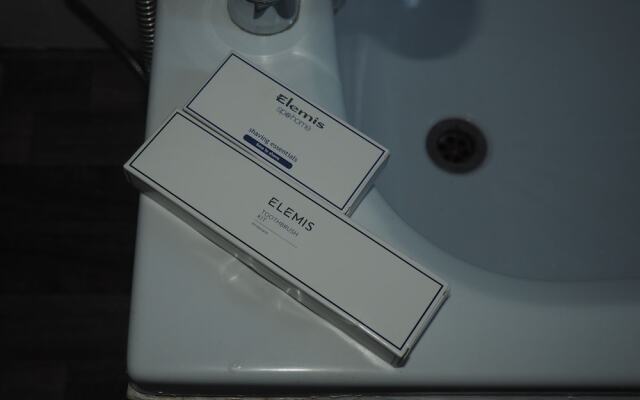 Elemis
spa@home
shaving essentials
ELEMIS
TOOTHBRUSH
KIT